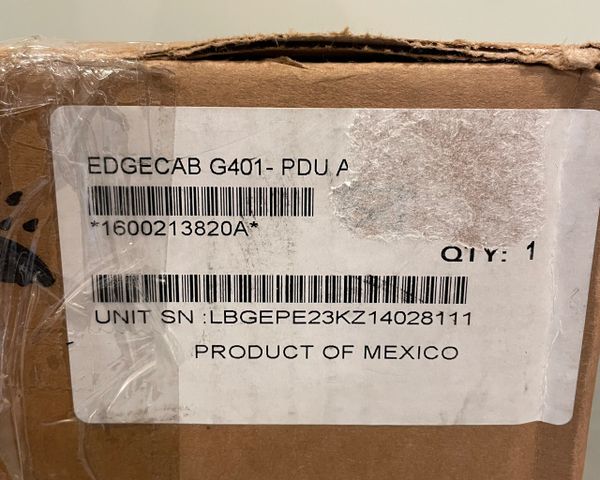 EDGECAB G401- PDU A
*1600213820A*
QTY: 1
UNIT SN :LBGEPE23KZ14028111
PRODUCT OF MEXICO